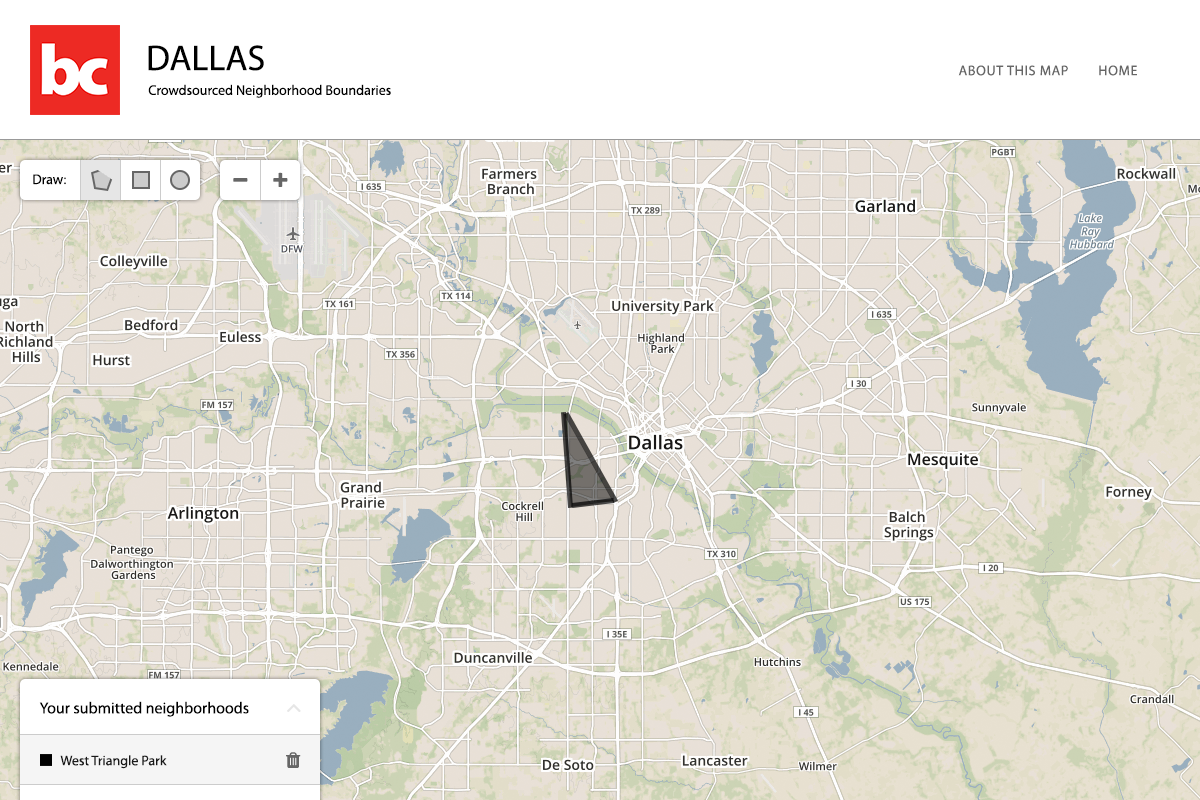 bc
DALLAS
Crowdsourced Neighborhood Boundaries
ABOUT THIS MAP
HOME
Draw:
I 635
Farmers
Branch
PGBT
Rockwall
TX 289
Garland
Lake
Ray
Hubbard
DFW
Colleyville
TX 161
TX 114
University Park
I 635
North
Richland
Hills
Bedford
Euless
Highland
Park
Hurst
TX 356
I 30
FM 157
Sunnyvale
Dallas
Mesquite
Grand
Prairie
Arlington
Cockrell
Hill
Forney
Balch
Springs
Pantego
Dalworthington
Gardens
TX 310
I 20
US 175
I 35E
Duncanville
Hutchins
Kennedale
FM 157
Crandall
I 45
De Soto
Lancaster
Wilmer
Your submitted neighborhoods
West Triangle Park